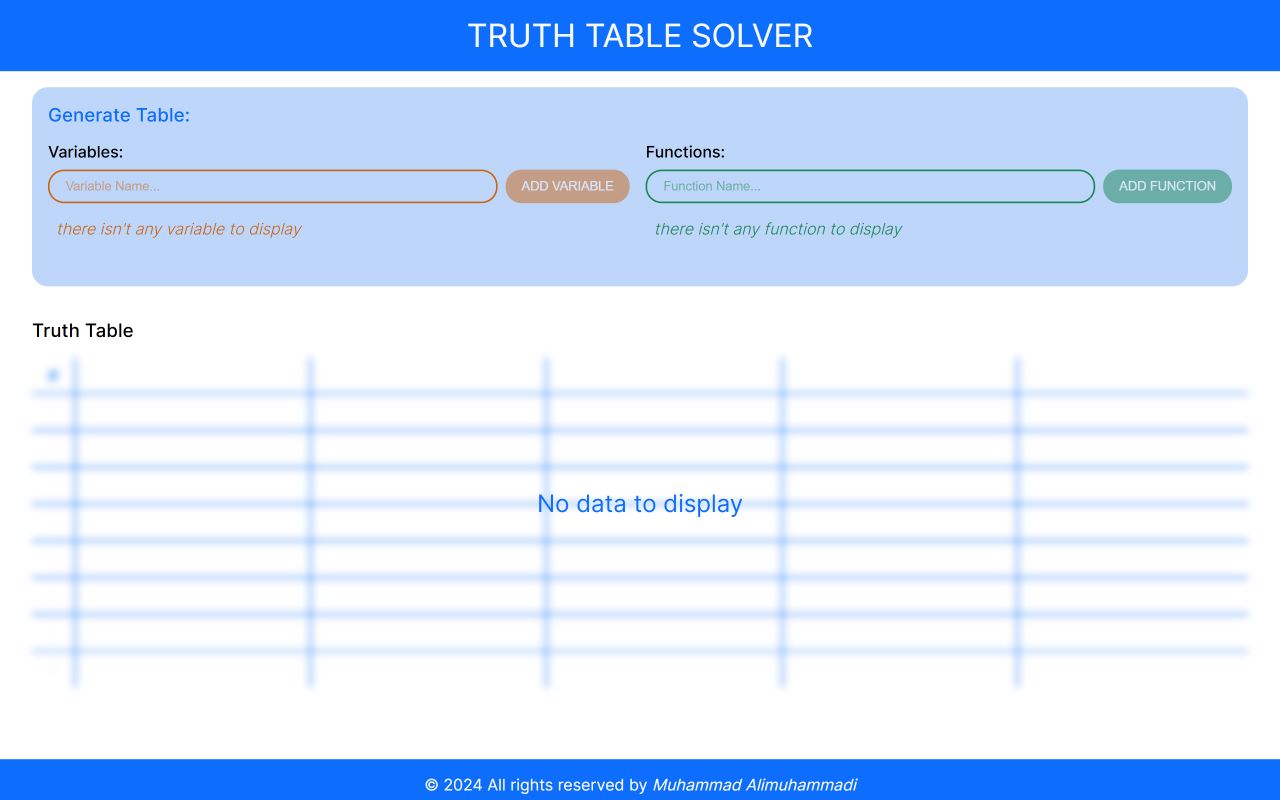 TRUTH TABLE SOLVER
Generate Table:
Variables:
Variable Name...
ADD VARIABLE
there isn't any variable to display
Functions:
Function Name...
ADD FUNCTION
there isn't any function to display
Truth Table
No data to display
© 2024 All rights reserved by Muhammad Alimuhammadi